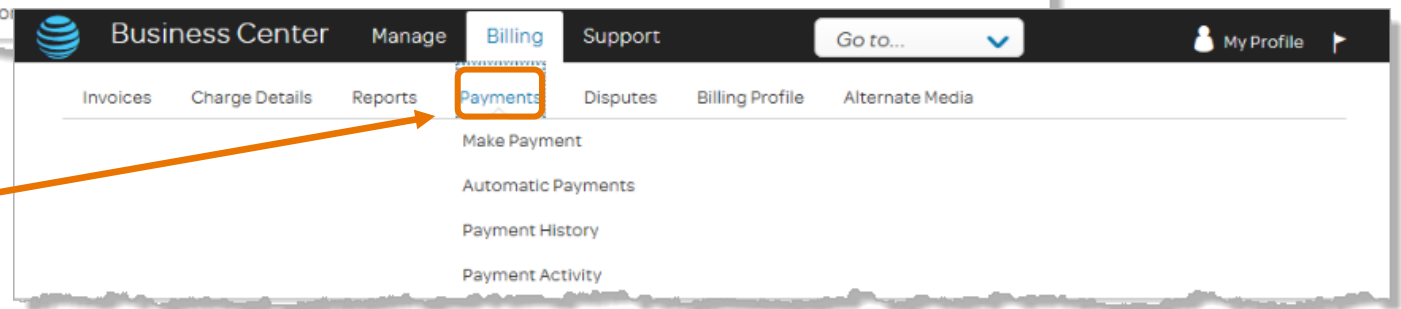 Business Center Manage Billing Support Go to... My Profile
Invoices Charge Details Reports Payments Disputes Billing Profile Alternate Media
Make Payment
Automatic Payments
Payment History
Payment Activity